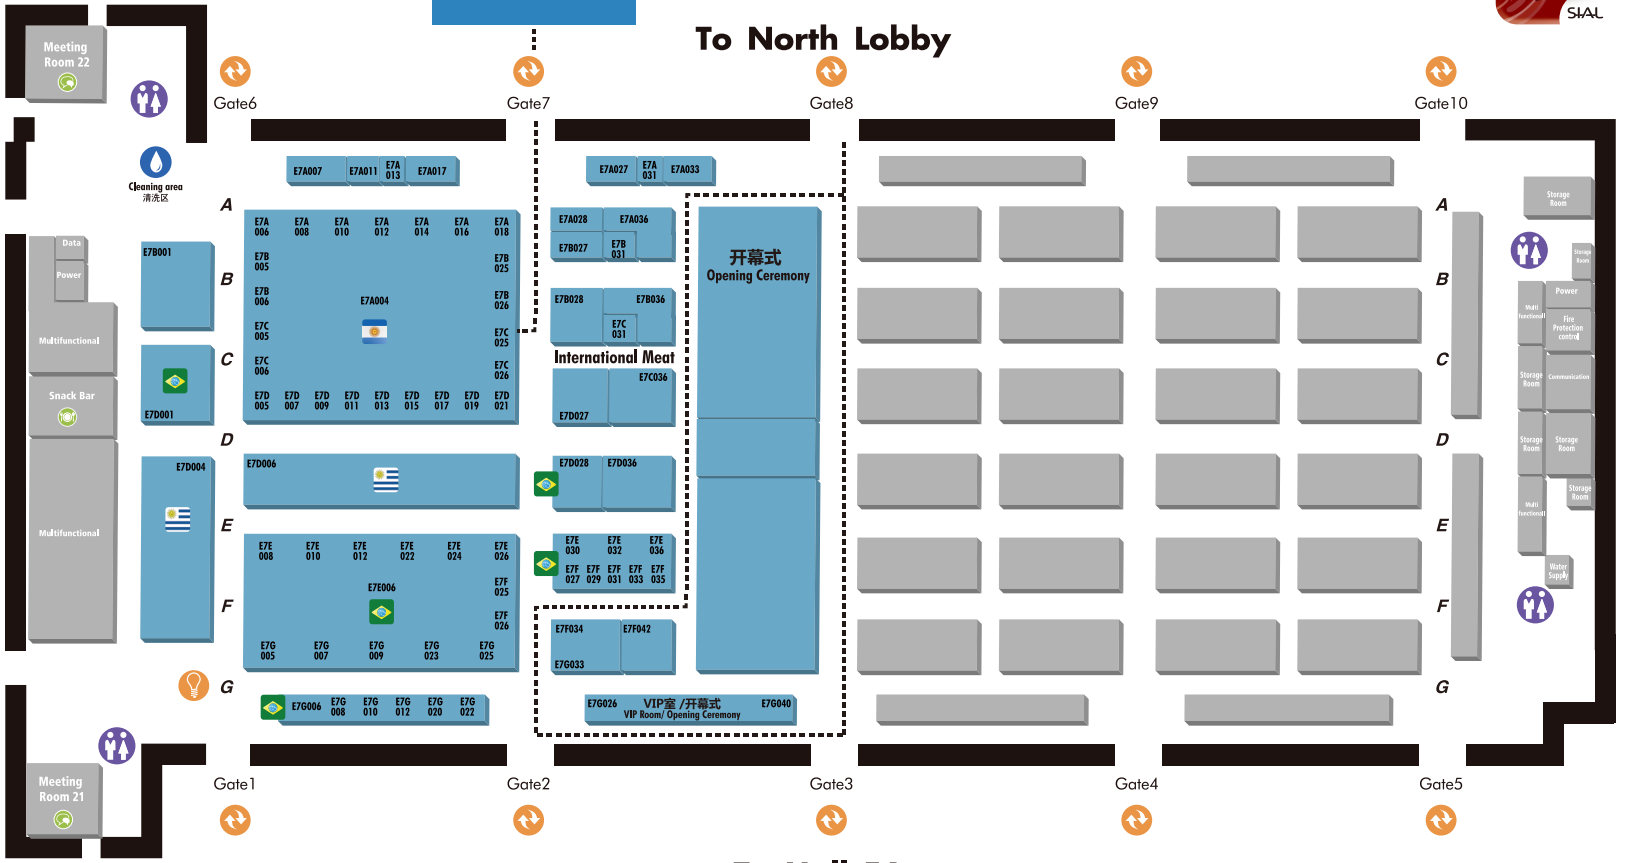 SIAL
To North Lobby
Meeting
Room 22
Gate6
Gate7
Gate8
Gate9
Gate10
Cleaning area
清洗区
E7A007
E7A011
E7A
013
E7A017
E7A027
E7A
031
E7A033
A
A
Storage
Room
E7A
006
E7A
008
E7A
010
E7A
012
E7A
014
E7A
016
E7A
018
E7A028
E7A036
E7B027
E7B
031
开幕式
Opening Ceremony
Data
Power
E7B001
E7B
005
E7B
025
Storage
Room
B
B
E7B
006
E7A004
E7B
026
E7B028
E7B036
E7C
031
Multi
functional
Power
Fire
Protection
control
Multifunctional
E7C
005
E7C
025
International Meat
C
C
E7C
006
E7C
026
E7C036
E7D027
Storage
Room
Communication
Snack Bar
E7D001
E7D
005
E7D
007
E7D
009
E7D
011
E7D
013
E7D
015
E7D
017
E7D
019
E7D
021
D
D
Storage
Room
Storage
Room
E7D004
E7D006
E7D028
E7D036
Storage
Room
Multi
functional
E
E
Multifunctional
E7E
008
E7E
010
E7E
012
E7E
022
E7E
024
E7E
026
E7E
030
E7E
032
E7E
036
E7F
027
E7F
029
E7F
031
E7F
033
E7F
035
Water
Supply
E7E006
E7F
025
F
F
E7F
026
E7F034
E7F042
E7G033
E7G
005
E7G
007
E7G
009
E7G
023
E7G
025
G
G
E7G006
E7G
008
E7G
010
E7G
012
E7G
020
E7G
022
E7G026
VIP室 /开幕式
VIP Room/ Opening Ceremony
E7G040
Meeting
Room 21
Gate1
Gate2
Gate3
Gate4
Gate5